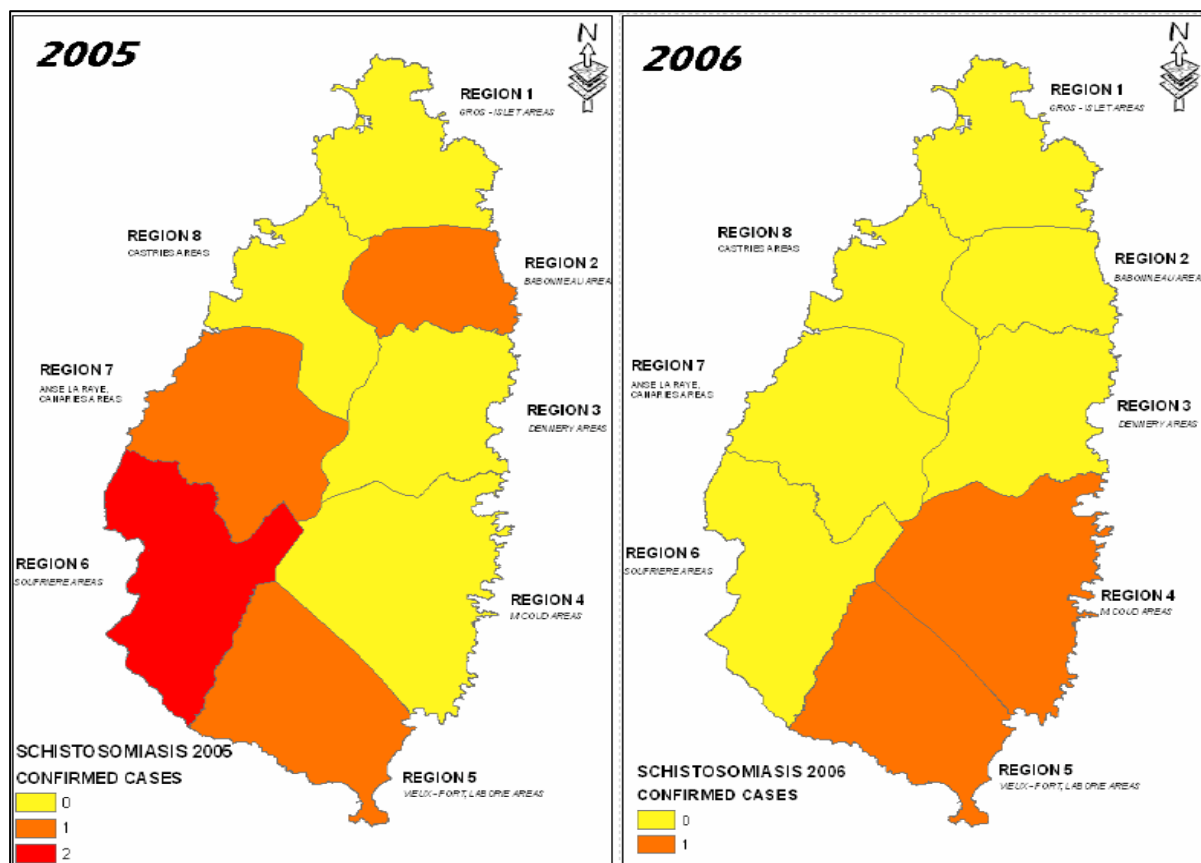 2005
N
REGION 1
GROS - ISLET AREAS
REGION 8
CASTRIES AREAS
REGION 2
BABONNEAU AREA
REGION 7
ANSE LA RAYE,
CANARIES AREAS
REGION 3
DENNERY AREAS
REGION 6
SOUFRIERE AREAS
REGION 4
MICOUD AREAS
SCHISTOSOMIASIS 2005
CONFIRMED CASES
0
1
2
REGION 5
VIEUX - FORT, LABORIE AREAS
2006
N
REGION 1
GROS - ISLET AREAS
REGION 8
CASTRIES AREAS
REGION 2
BABONNEAU AREA
REGION 7
ANSE LA RAYE,
CANARIES AREAS
REGION 3
DENNERY AREAS
REGION 6
SOUFRIERE AREAS
REGION 4
MICOUD AREAS
SCHISTOSOMIASIS 2006
CONFIRMED CASES
0
1
REGION 5
VIEUX - FORT, LABORIE AREAS